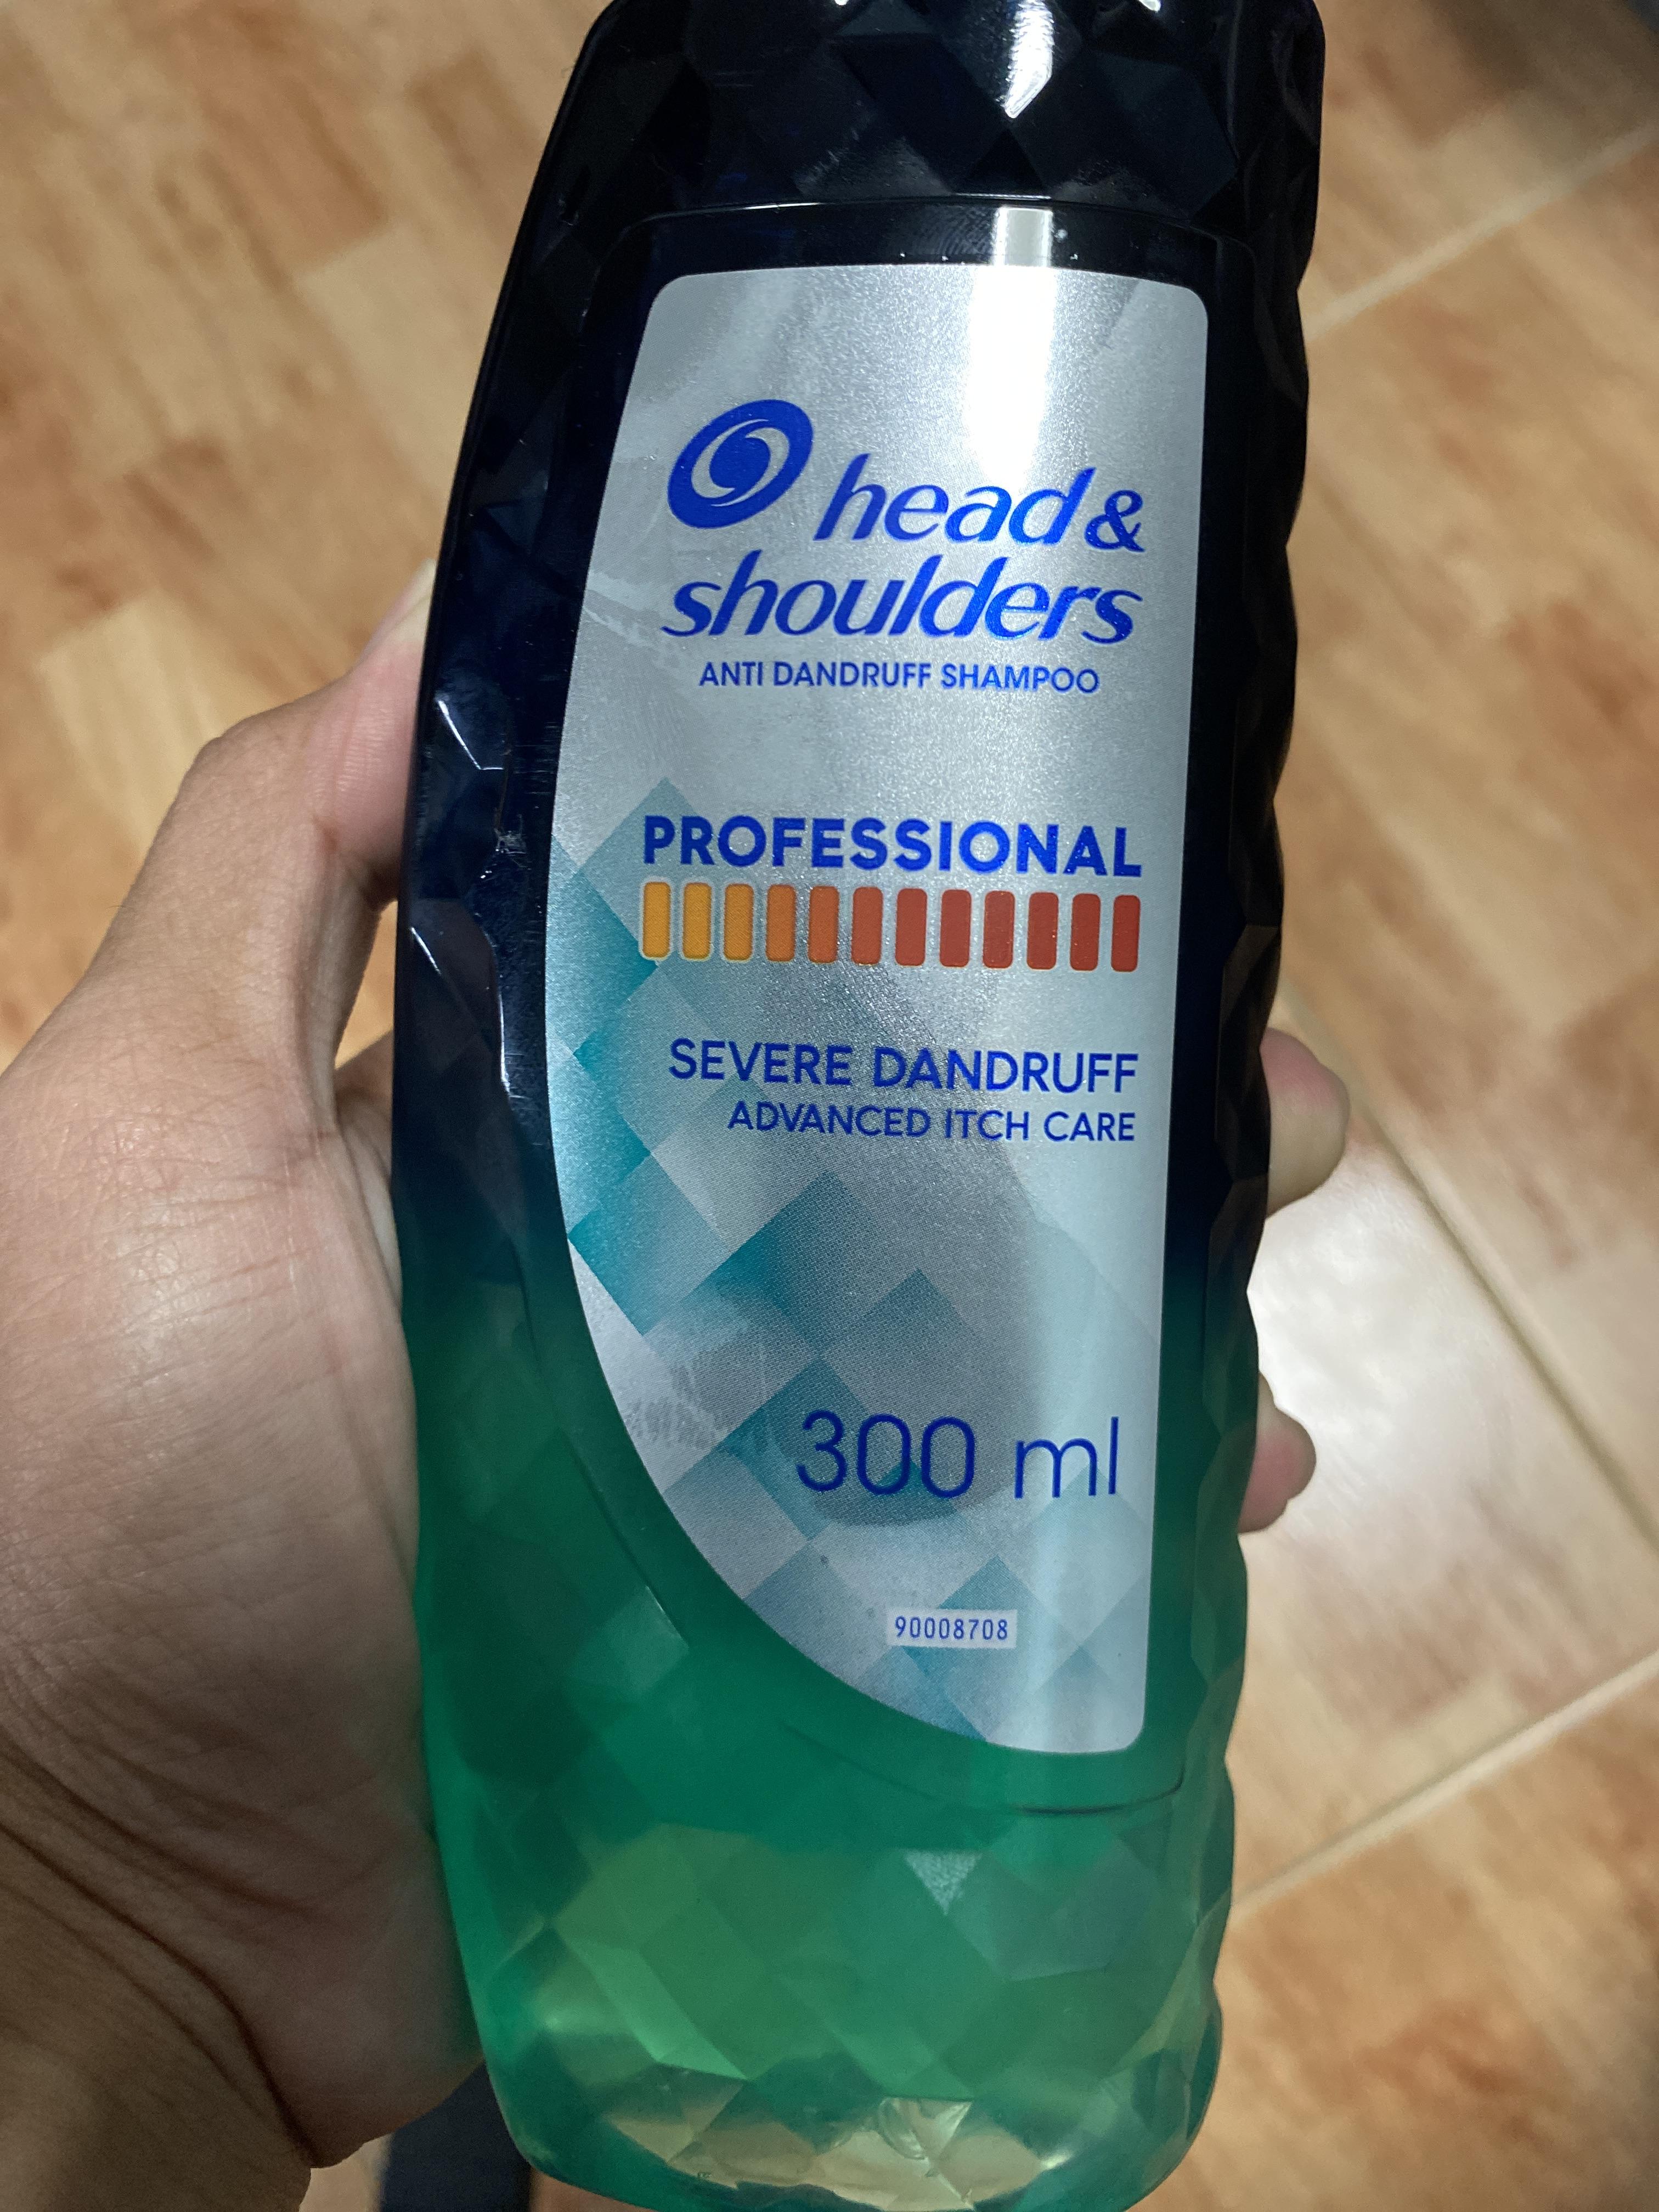 head&
shoulders
ANTI DANDRUFF SHAMPOO
PROFESSIONAL
SEVERE DANDRUFF
ADVANCED ITCH CARE
300 ml
90008708